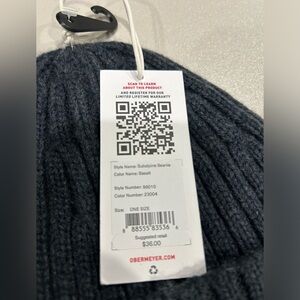 SCAN TO LEARN
ABOUT THIS PRODUCT
AND REGISTER FOR OUR
LIMITED LIFETIME WARRANTY
Style Name: Subalpine Beanie
Color Name: Basalt
Style Number: 86010
Color Number: 23004
Size: ONE SIZE
8 88555 83536 6
Suggested retail
$36.00
OBERMEYER.COM